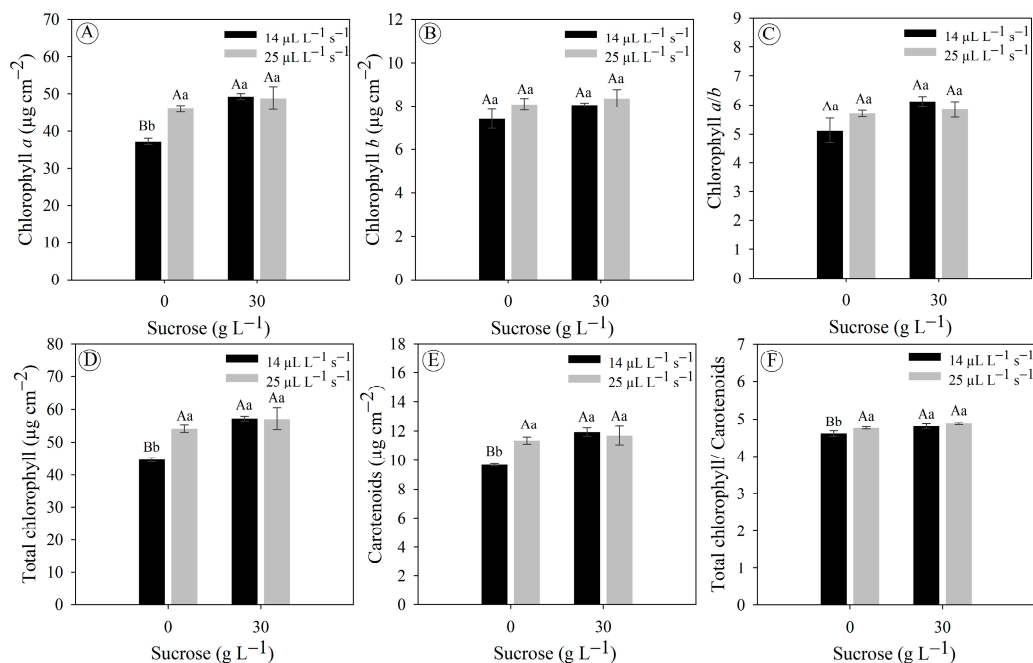 A
Chlorophyll a (µg cm−2)
70
60
50
40
30
20
10
0
14 µL L−1 s−1
25 µL L−1 s−1
Bb
Aa
Aa
Aa
0
30
Sucrose (g L−1)
B
Chlorophyll b (µg cm−2)
12
10
8
6
4
2
0
14 µL L−1 s−1
25 µL L−1 s−1
Aa
Aa
Aa
Aa
0
30
Sucrose (g L−1)
C
Chlorophyll a/b
9
8
7
6
5
4
3
2
1
0
14 µL L−1 s−1
25 µL L−1 s−1
Aa
Aa
Aa
Aa
0
30
Sucrose (g L−1)
D
Total chlorophyll (µg cm−2)
80
70
60
50
40
30
20
10
0
14 µL L−1 s−1
25 µL L−1 s−1
Bb
Aa
Aa
Aa
0
30
Sucrose (g L−1)
E
Carotenoids (µg cm−2)
18
16
14
12
10
8
6
4
2
0
14 µL L−1 s−1
25 µL L−1 s−1
Bb
Aa
Aa
Aa
0
30
Sucrose (g L−1)
F
Total chlorophyll/ Carotenoids
7
6
5
4
3
2
1
0
14 µL L−1 s−1
25 µL L−1 s−1
Bb
Aa
Aa
Aa
0
30
Sucrose (g L−1)